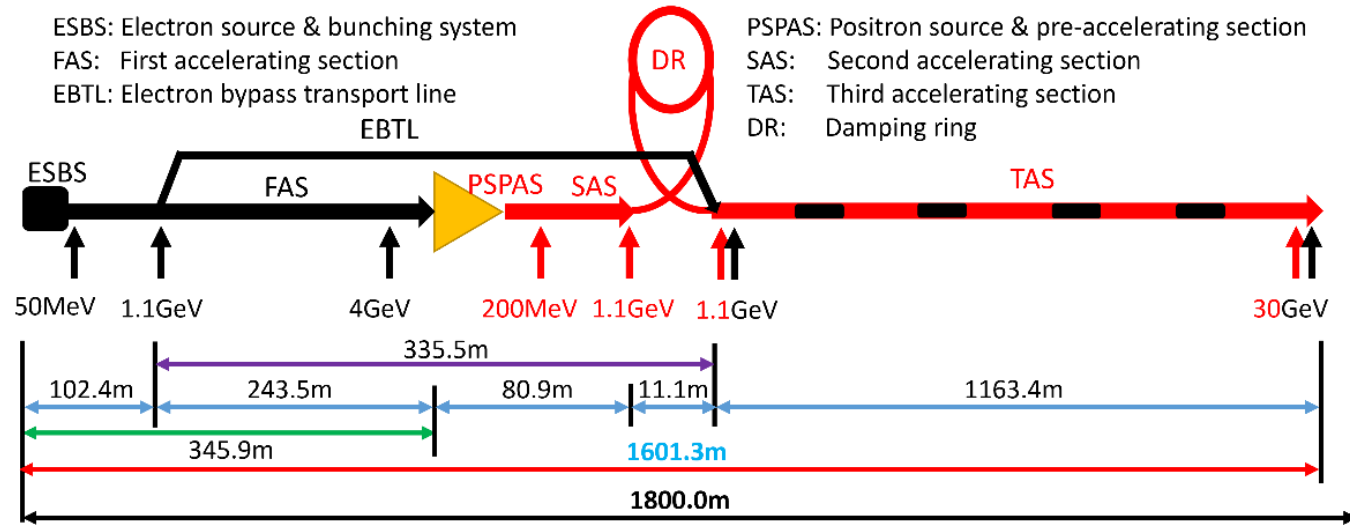 ESBS: Electron source & bunching system
FAS: First accelerating section
EBTL: Electron bypass transport line
PSPAS: Positron source & pre-accelerating section
SAS: Second accelerating section
TAS: Third accelerating section
DR: Damping ring
DR
EBTL
ESBS
FAS
PSPAS
SAS
TAS
50MeV
1.1GeV
4GeV
200MeV
1.1GeV
1.1GeV
30GeV
335.5m
102.4m
243.5m
80.9m
11.1m
1163.4m
345.9m
1601.3m
1800.0m